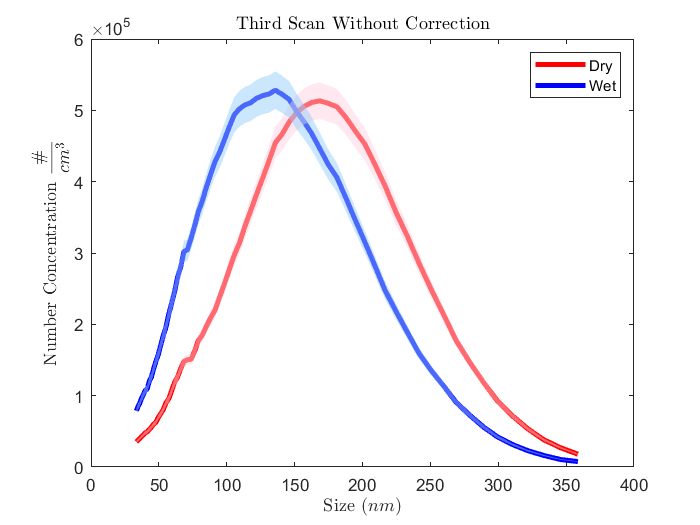 Third Scan Without Correction
×10^5
6
5
4
3
2
1
0
Number Concentration #/cm^3
0 50 100 150 200 250 300 350 400
Size (nm)
Dry
Wet